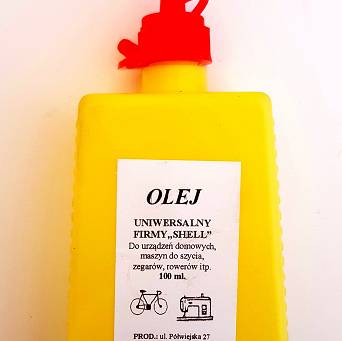 OLEJ
UNIWERSALNY
FIRMY„SHELL”
Do urządzeń domowych,
maszyn do szycia,
zegarów, rowerów itp.
100 ml.
PROD.: ul. Półwiejska 27